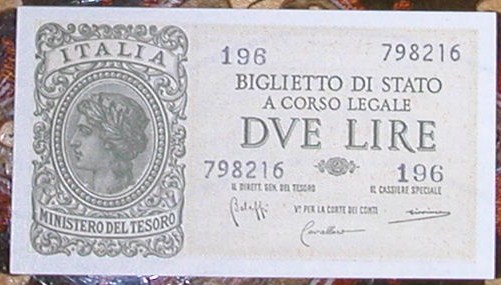 ITALIA
MINISTERO DEL TESORO
196 798216
BIGLIETTO DI STATO
A CORSO LEGALE
DVE LIRE
798216 196
IL DIRETT. GEN. DEL TESORO IL CASSIERE SPECIALE
Vº PER LA CORTE DEI CONTI
Cavallaro